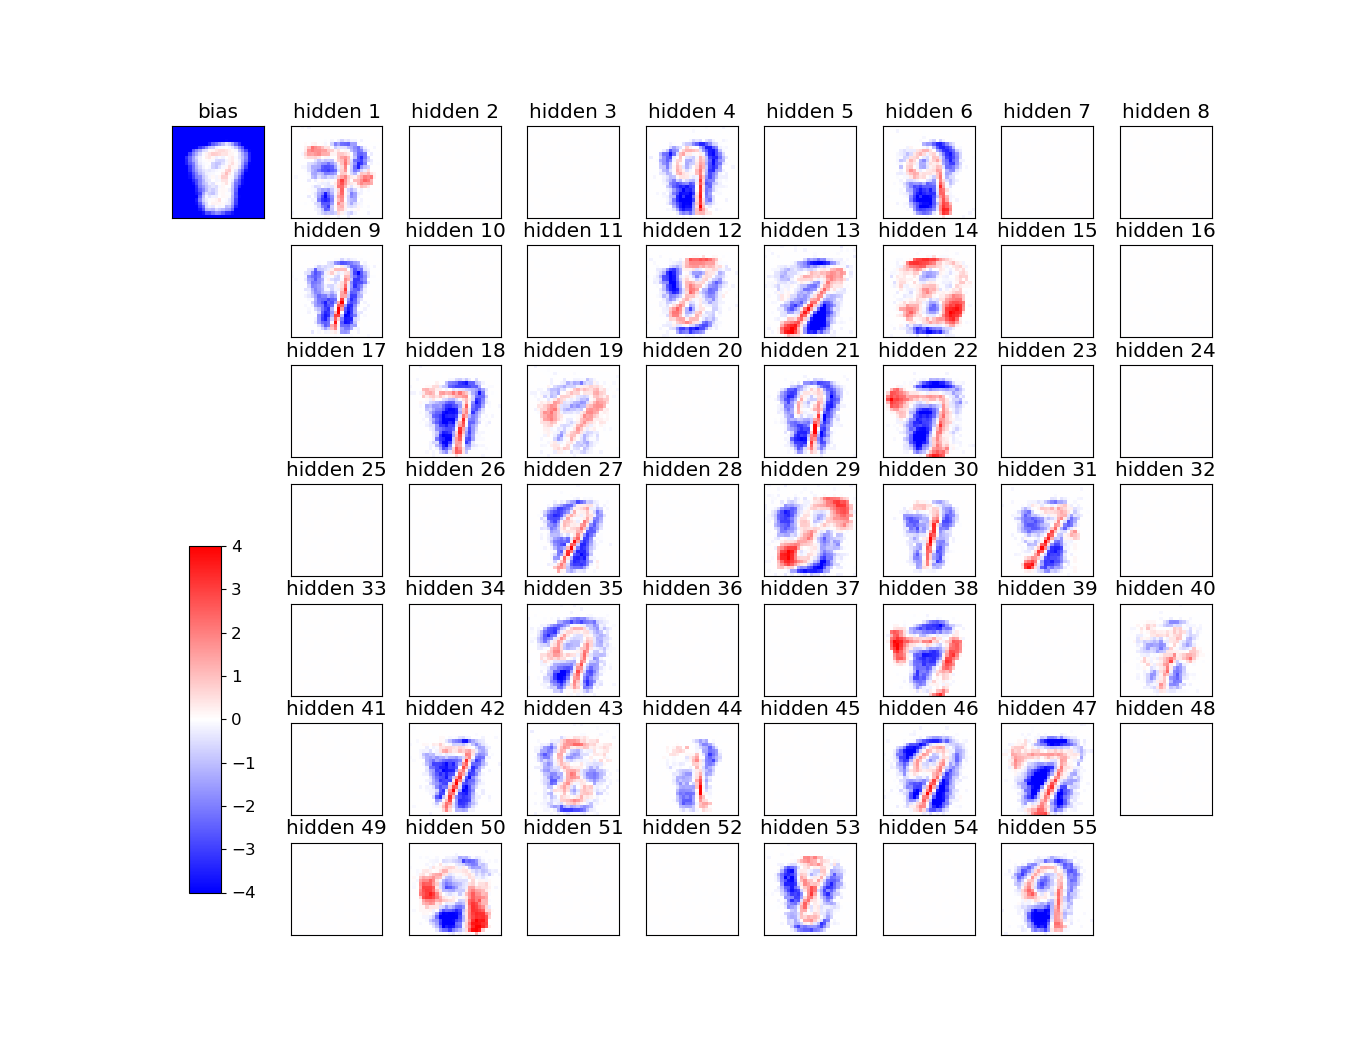 bias hidden 1 hidden 2 hidden 3 hidden 4 hidden 5 hidden 6 hidden 7 hidden 8
hidden 9 hidden 10 hidden 11 hidden 12 hidden 13 hidden 14 hidden 15 hidden 16
hidden 17 hidden 18 hidden 19 hidden 20 hidden 21 hidden 22 hidden 23 hidden 24
hidden 25 hidden 26 hidden 27 hidden 28 hidden 29 hidden 30 hidden 31 hidden 32
4
3
hidden 33 hidden 34 hidden 35 hidden 36 hidden 37 hidden 38 hidden 39 hidden 40
2
1
hidden 41 hidden 42 hidden 43 hidden 44 hidden 45 hidden 46 hidden 47 hidden 48
0
−1
−2
hidden 49 hidden 50 hidden 51 hidden 52 hidden 53 hidden 54 hidden 55
−3
−4